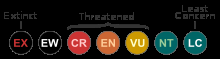 Extinct Threatened Least
Concern
EX EW CR EN VU NT LC